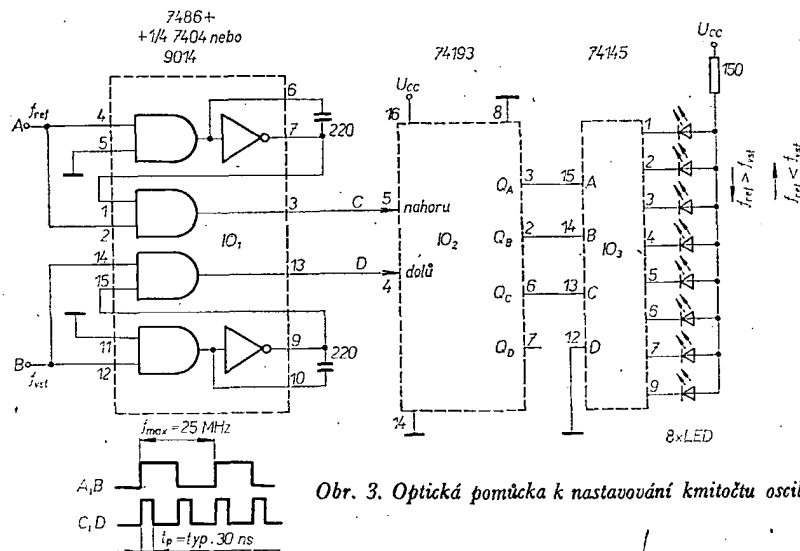 7486+
+1/4 7404 nebo
9014
74193
74145
Ucc
150
Ucc
16
8
A
fref
4
5
6
7
220
1
2
3
C
5
nahoru
IO1
IO2
IO3
QA
3
15
A
QB
2
14
B
QC
6
13
C
QD
7
12
D
14
15
13
D
4
dolů
11
12
9
10
220
B
fvst
14
1
2
3
4
5
6
7
9
fref > fvst
fref < fvst
8xLED
fmax=25 MHz
A,B
C,D
tp=typ. 30 ns
Obr. 3. Optická pomůcka k nastavování kmitočtu oscil